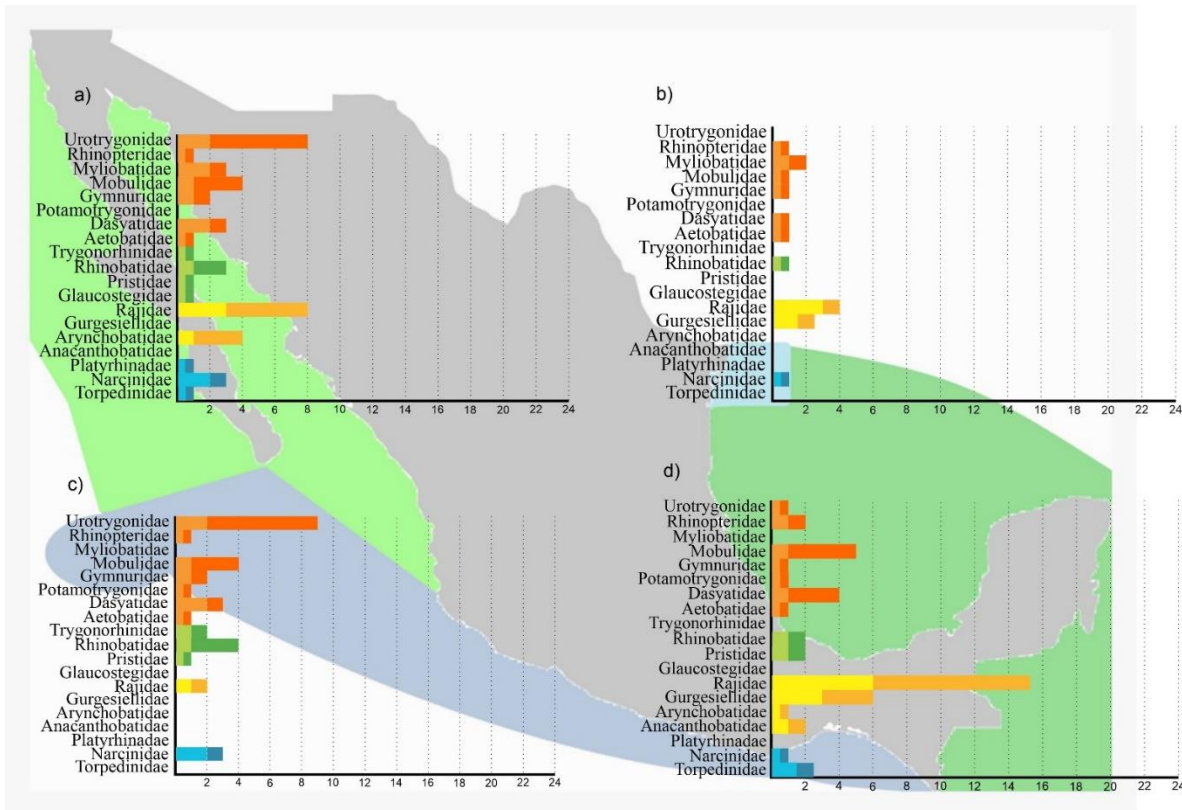 a)
Urotrygonidae
Rhinopteridae
Myliobatidae
Mobulidae
Gymnuridae
Potamotrygonidae
Dasyatidae
Aetobatidae
Trygonorhinidae
Rhinobatidae
Pristidae
Glaucostegidae
Rajidae
Gurgesiellidae
Arynchobatidae
Anacanthobatidae
Platyrhinadae
Narcinidae
Torpedinidae
2 4 6 8 10 12 14 16 18 20 22 24
b)
Urotrygonidae
Rhinopteridae
Myliobatidae
Mobulidae
Gymnuridae
Potamotrygonidae
Dasyatidae
Aetobatidae
Trygonorhinidae
Rhinobatidae
Pristidae
Glaucostegidae
Rajidae
Gurgesiellidae
Arynchobatidae
Anacanthobatidae
Platyrhinadae
Narcinidae
Torpedinidae
2 4 6 8 10 12 14 16 18 20 22 24
c)
Urotrygonidae
Rhinopteridae
Myliobatidae
Mobulidae
Gymnuridae
Potamotrygonidae
Dasyatidae
Aetobatidae
Trygonorhinidae
Rhinobatidae
Pristidae
Glaucostegidae
Rajidae
Gurgesiellidae
Arynchobatidae
Anacanthobatidae
Platyrhinadae
Narcinidae
Torpedinidae
2 4 6 8 10 12 14 16 18 20 22 24
d)
Urotrygonidae
Rhinopteridae
Myliobatidae
Mobulidae
Gymnuridae
Potamotrygonidae
Dasyatidae
Aetobatidae
Trygonorhinidae
Rhinobatidae
Pristidae
Glaucostegidae
Rajidae
Gurgesiellidae
Arynchobatidae
Anacanthobatidae
Platyrhinadae
Narcinidae
Torpedinidae
2 4 6 8 10 12 14 16 18 20 22 24